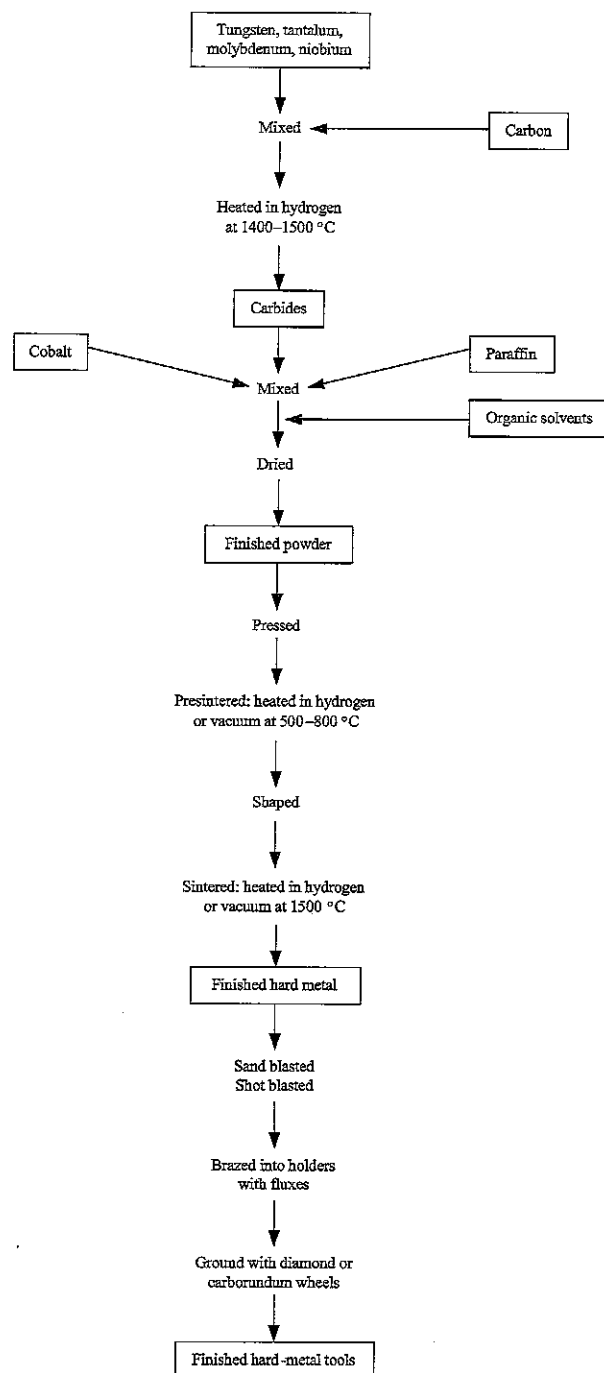 Tungsten, tantalum,
molybdenum, niobium
Mixed
Carbon
Heated in hydrogen
at 1400–1500 °C
Carbides
Cobalt
Paraffin
Mixed
Organic solvents
Dried
Finished powder
Pressed
Presintered: heated in hydrogen
or vacuum at 500–800 °C
Shaped
Sintered: heated in hydrogen
or vacuum at 1500 °C
Finished hard metal
Sand blasted
Shot blasted
Brazed into holders
with fluxes
Ground with diamond or
carborundum wheels
Finished hard-metal tools